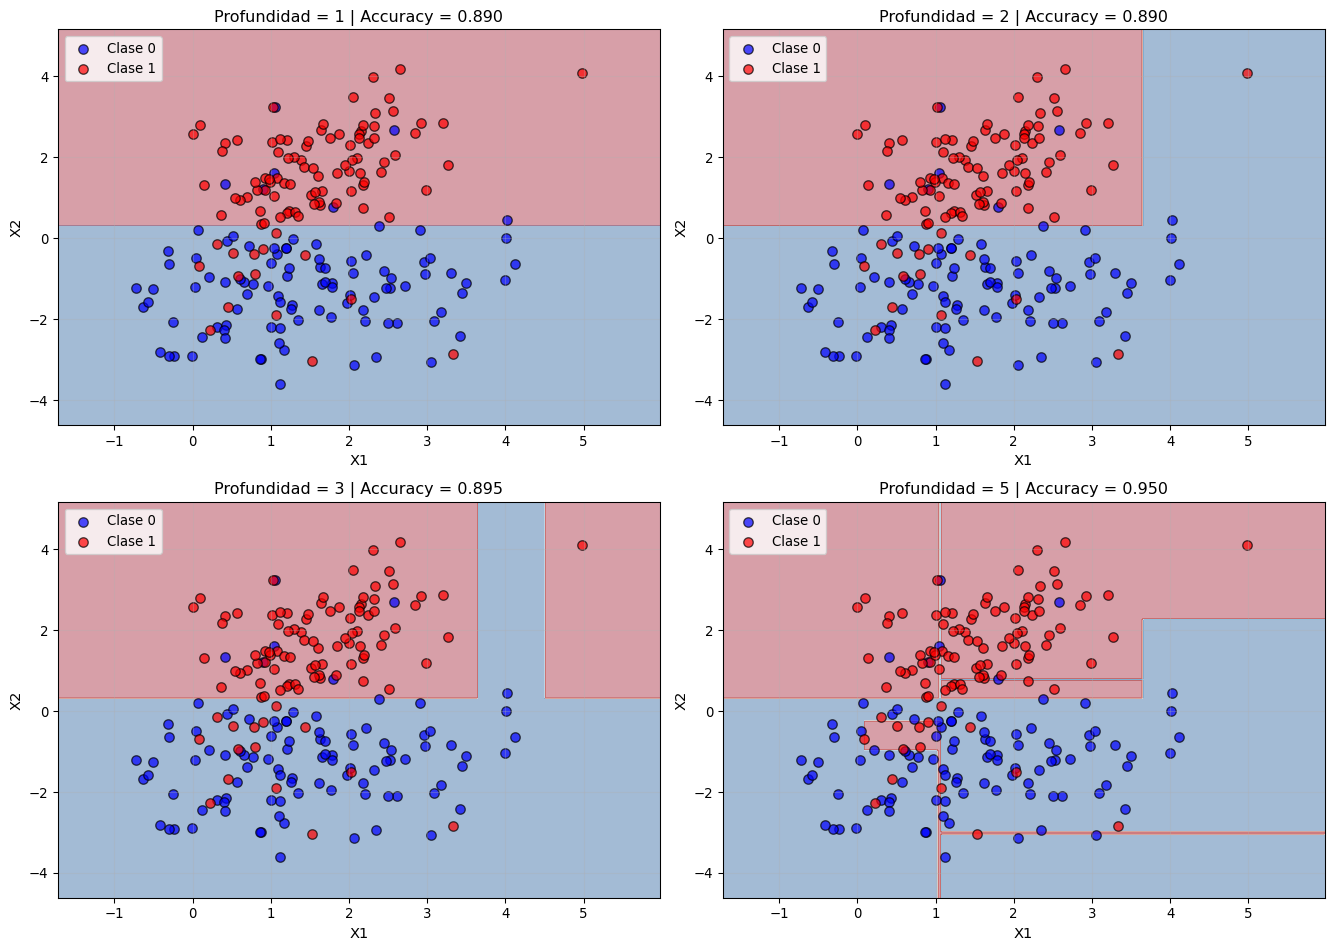 Profundidad = 1 | Accuracy = 0.890
Clase 0
Clase 1
4
2
0
−2
−4
X2
−1 0 1 2 3 4 5
X1
Profundidad = 2 | Accuracy = 0.890
Clase 0
Clase 1
4
2
0
−2
−4
X2
−1 0 1 2 3 4 5
X1
Profundidad = 3 | Accuracy = 0.895
Clase 0
Clase 1
4
2
0
−2
−4
X2
−1 0 1 2 3 4 5
X1
Profundidad = 5 | Accuracy = 0.950
Clase 0
Clase 1
4
2
0
−2
−4
X2
−1 0 1 2 3 4 5
X1